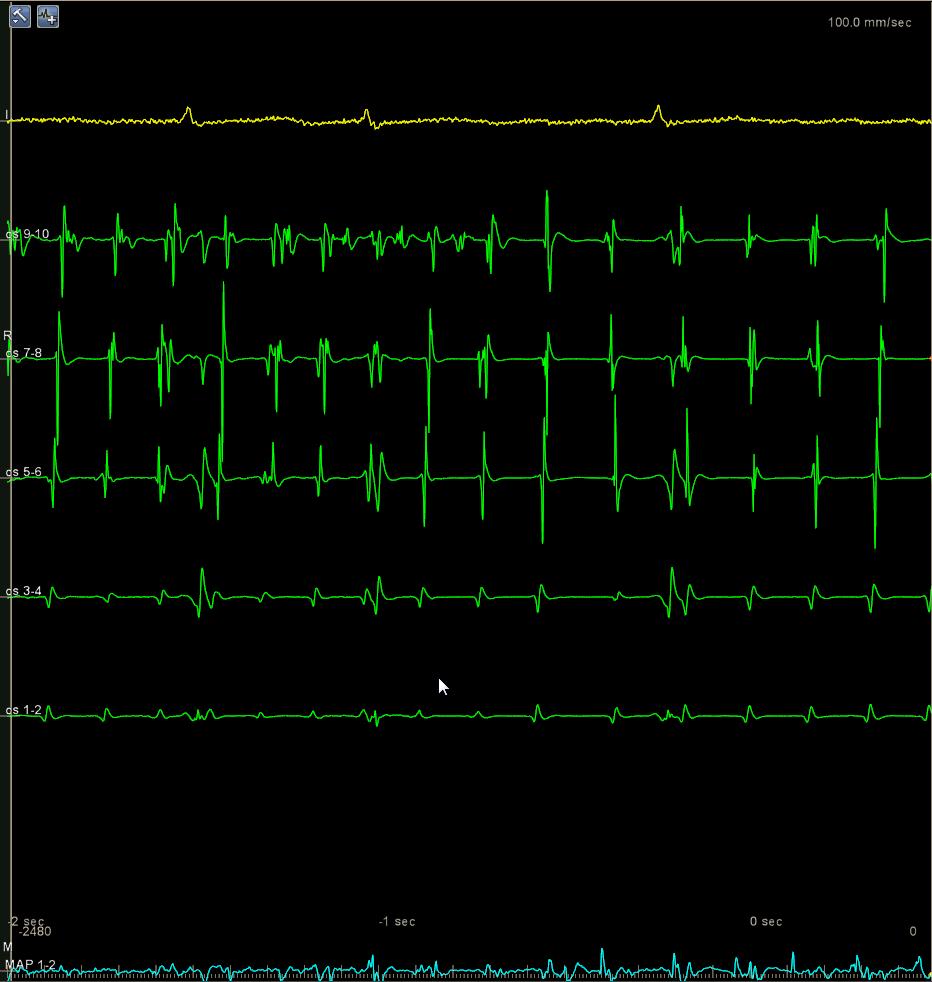 100.0 mm/sec
I
cs 9-10
R
cs 7-8
cs 5-6
cs 3-4
cs 1-2
-2 sec
-1 sec
0 sec
-2480
0
M
MAP 1-2